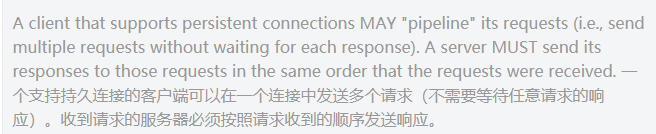 A client that supports persistent connections MAY "pipeline" its requests (i.e., send
multiple requests without waiting for each response). A server MUST send its
responses to those requests in the same order that the requests were received. 一
个支持持久连接的客户端可以在一个连接中发送多个请求（不需要等待任意请求的响
应）。收到请求的服务器必须按照请求收到的顺序发送响应。